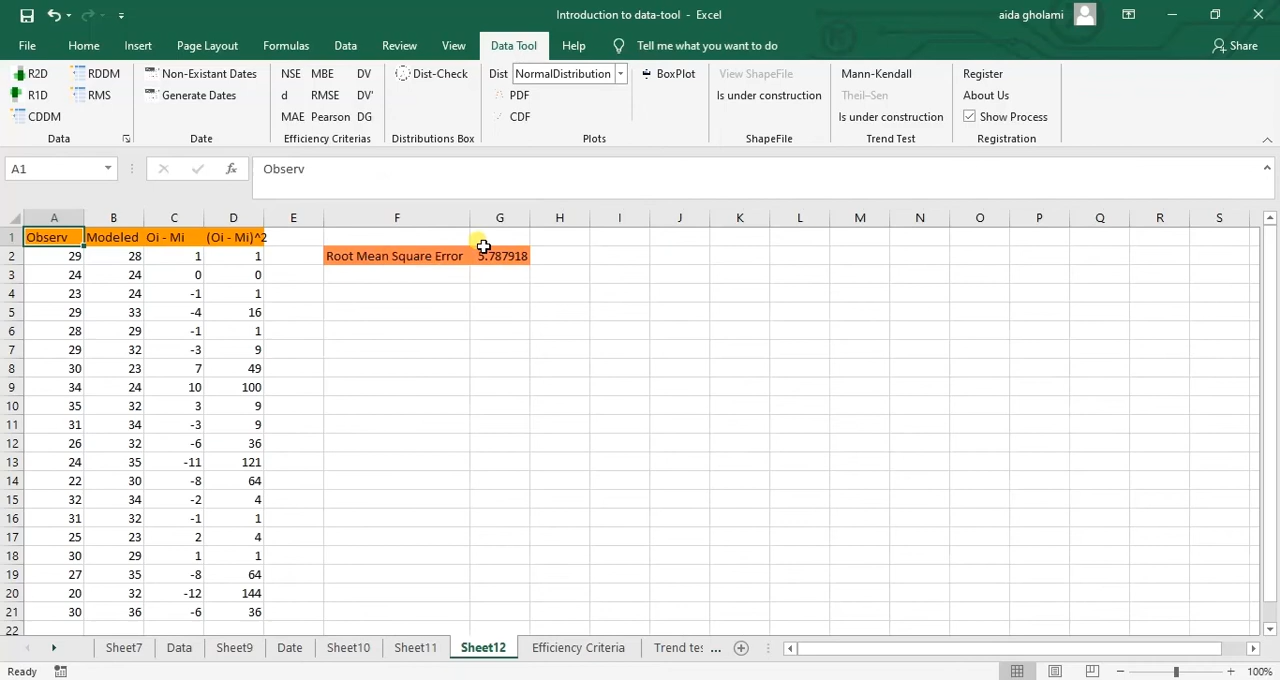 Introduction to data-tool - Excel
aida gholami
File Home Insert Page Layout Formulas Data Review View Data Tool Help Tell me what you want to do Share
R2D RDDM Non-Existant Dates NSE MBE DV Dist-Check Dist NormalDistribution BoxPlot View ShapeFile Mann-Kendall Register
R1D RMS Generate Dates d RMSE DV' PDF Is under construction Theil–Sen About Us
CDDM MAE Pearson DG CDF Is under construction Show Process
Data Date Efficiency Criterias Distributions Box Plots ShapeFile Trend Test Registration
A1 fx Observ
A B C D E F G H I J K L M N O P Q R S
1 Observ Modeled Oi - Mi (Oi - Mi)^2
2 29 28 1 1 Root Mean Square Error 5.787918
3 24 24 0 0
4 23 24 -1 1
5 29 33 -4 16
6 28 29 -1 1
7 29 32 -3 9
8 30 23 7 49
9 34 24 10 100
10 35 32 3 9
11 31 34 -3 9
12 26 32 -6 36
13 24 35 -11 121
14 22 30 -8 64
15 32 34 -2 4
16 31 32 -1 1
17 25 23 2 4
18 30 29 1 1
19 27 35 -8 64
20 20 32 -12 144
21 30 36 -6 36
22
Sheet7 Data Sheet9 Date Sheet10 Sheet11 Sheet12 Efficiency Criteria Trend tes ...
Ready 100%